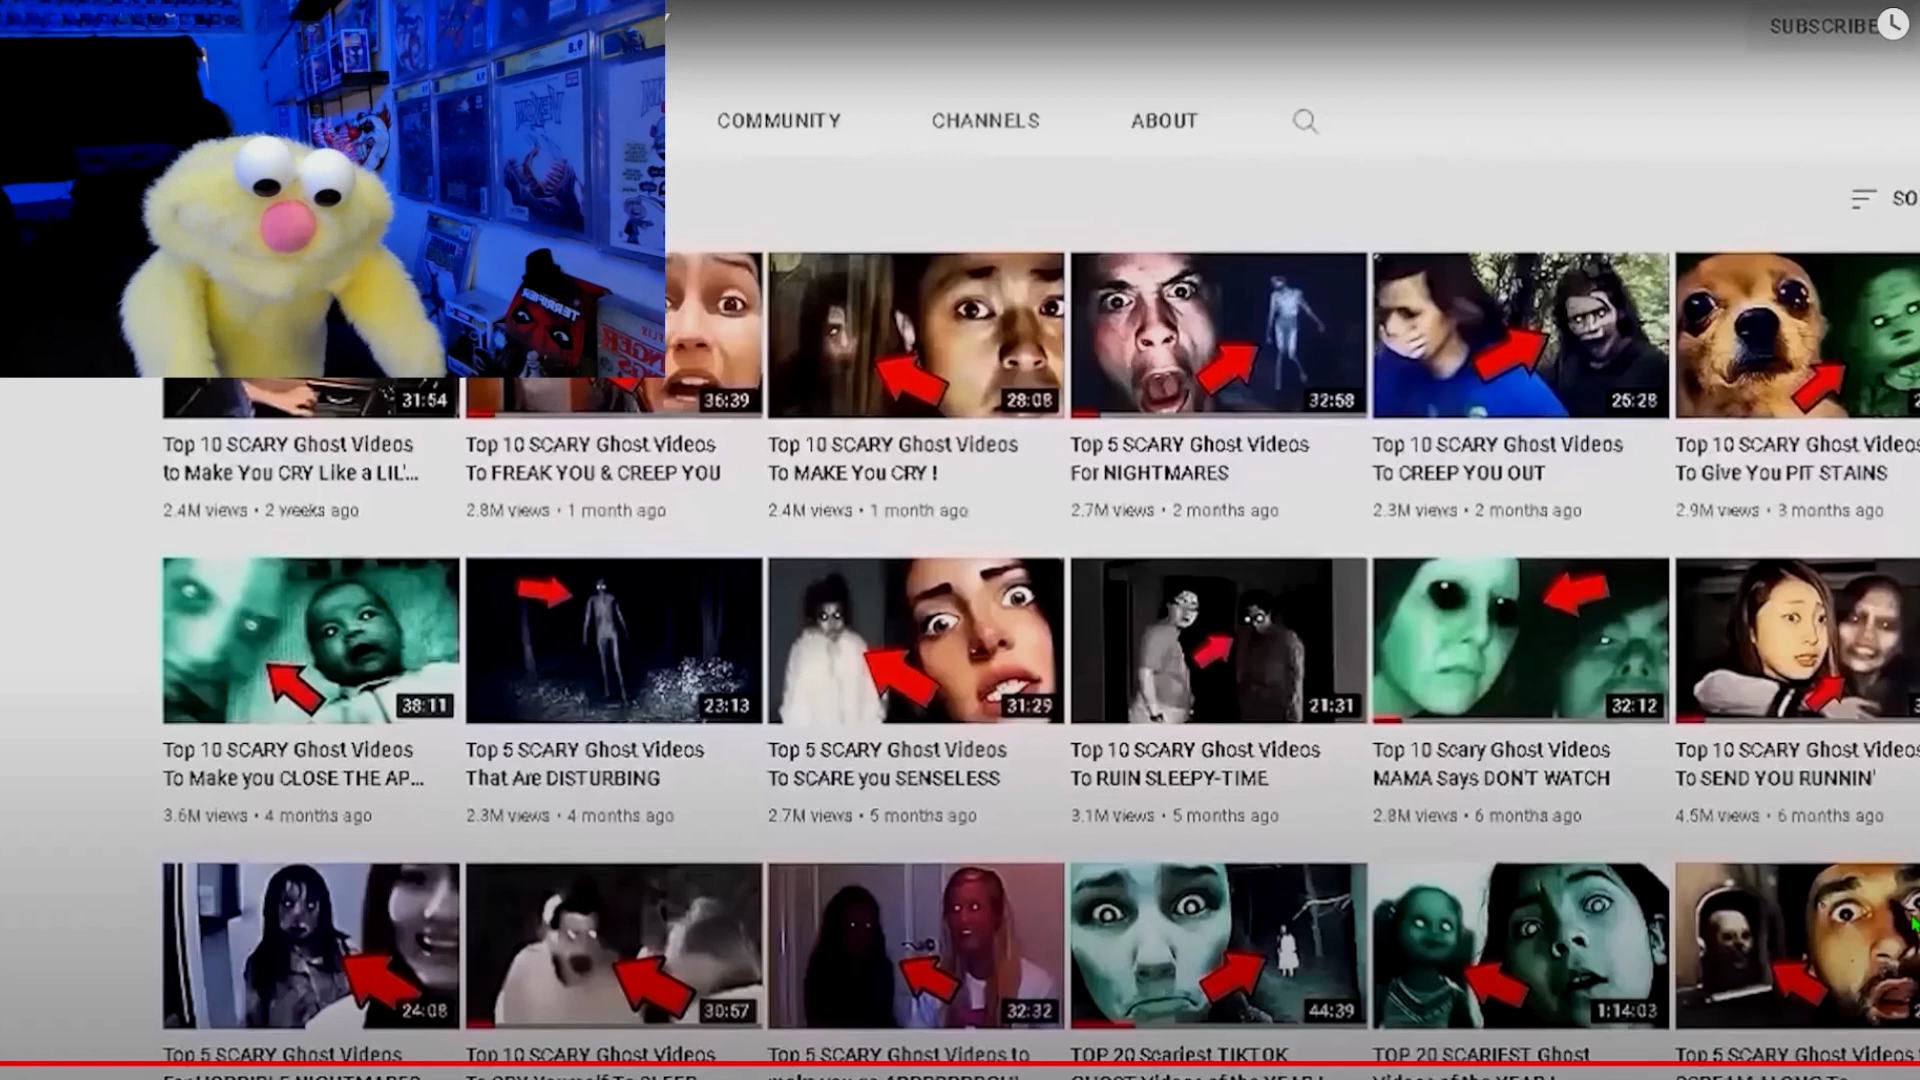 SUBSCRIBE
COMMUNITY
CHANNELS
ABOUT
SO
8.9
TERRIFIER
31:54
36:39
28:08
32:58
25:28
2
Top 10 SCARY Ghost Videos
to Make You CRY Like a LIL'...
2.4M views • 2 weeks ago
Top 10 SCARY Ghost Videos
To FREAK YOU & CREEP YOU
2.8M views • 1 month ago
Top 10 SCARY Ghost Videos
To MAKE You CRY !
2.4M views • 1 month ago
Top 5 SCARY Ghost Videos
For NIGHTMARES
2.7M views • 2 months ago
Top 10 SCARY Ghost Videos
To CREEP YOU OUT
2.3M views • 2 months ago
Top 10 SCARY Ghost Videos
To Give You PIT STAINS
2.9M views • 3 months ago
38:11
23:13
31:29
21:31
32:12
3
Top 10 SCARY Ghost Videos
To Make you CLOSE THE AP...
3.6M views • 4 months ago
Top 5 SCARY Ghost Videos
That Are DISTURBING
2.3M views • 4 months ago
Top 5 SCARY Ghost Videos
To SCARE you SENSELESS
2.7M views • 5 months ago
Top 10 SCARY Ghost Videos
To RUIN SLEEPY-TIME
3.1M views • 5 months ago
Top 10 Scary Ghost Videos
MAMA Says DON'T WATCH
2.8M views • 6 months ago
Top 10 SCARY Ghost Videos
To SEND YOU RUNNIN'
4.5M views • 6 months ago
24:08
30:57
32:32
44:39
1:14:03
2
Top 5 SCARY Ghost Videos
Top 10 SCARY Ghost Videos
Top 5 SCARY Ghost Videos to
TOP 20 Scariest TIKTOK
TOP 20 SCARIEST Ghost
Top 5 SCARY Ghost Videos